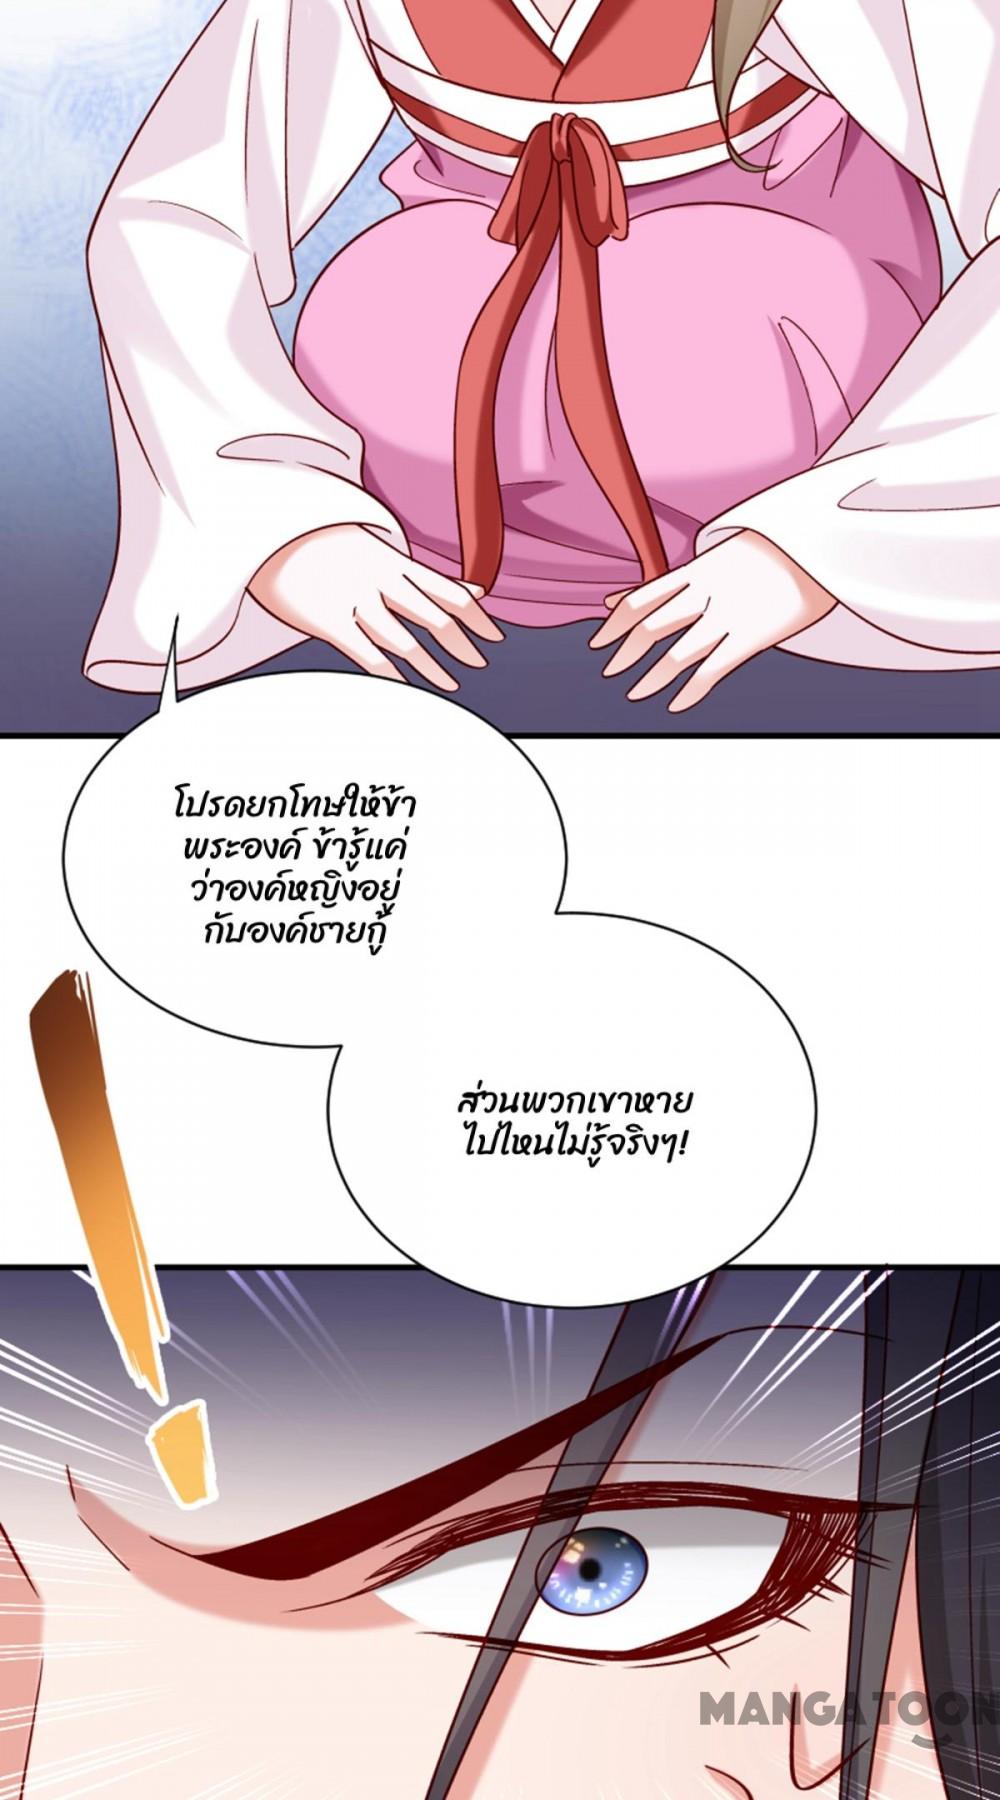 โปรดยกโทษให้ข้า
พระองค์ ข้ารู้แค่
ว่าองค์หญิงอยู่
กับองค์ชายกู้
ส่วนพวกเขาหาย
ไปไหนไม่รู้จริงๆ!
MANGATOON